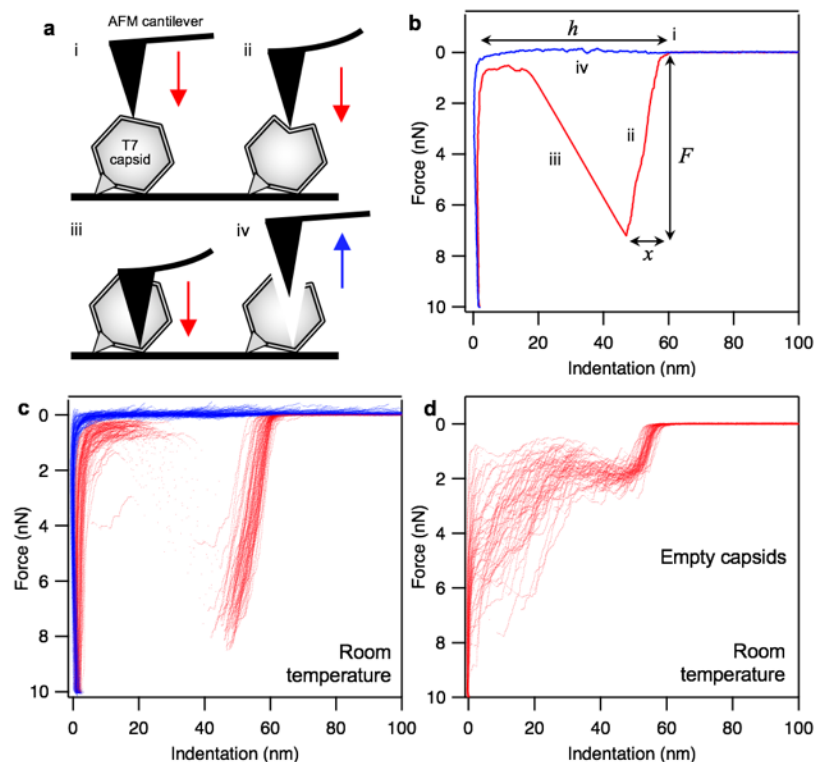 a
AFM cantilever
i
ii
T7
capsid
iii
iv
b
h
i
iv
ii
iii
F
x
0
2
4
6
8
10
Force (nN)
0
20
40
60
80
100
Indentation (nm)
c
0
2
4
6
8
10
Force (nN)
Room
temperature
0
20
40
60
80
100
Indentation (nm)
d
0
2
4
6
8
10
Force (nN)
Empty capsids
Room
temperature
0
20
40
60
80
100
Indentation (nm)